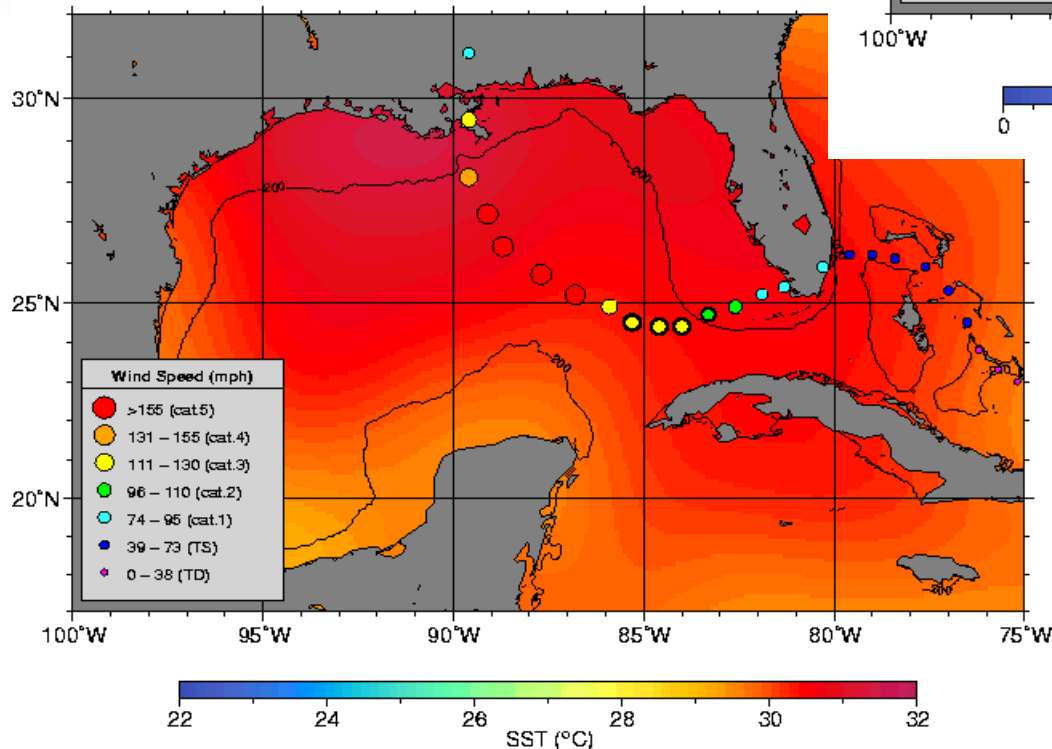 100°W
0
30°N
25°N
20°N
200
200
200
200
200
Wind Speed (mph)
>155 (cat.5)
131 – 155 (cat.4)
111 – 130 (cat.3)
96 – 110 (cat.2)
74 – 95 (cat.1)
39 – 73 (TS)
0 – 38 (TD)
100°W 95°W 90°W 85°W 80°W 75°W
22 24 26 28 30 32
SST (°C)